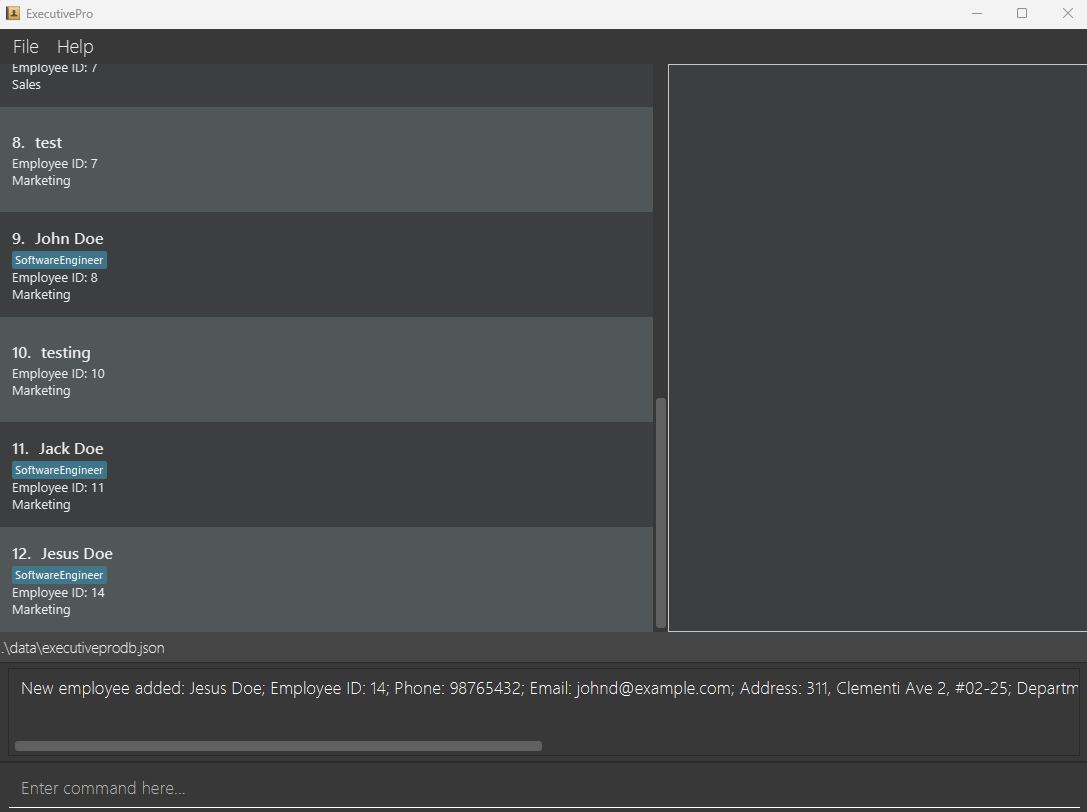 ExecutivePro
File Help
Employee ID: 7
Sales
8. test
Employee ID: 7
Marketing
9. John Doe
SoftwareEngineer
Employee ID: 8
Marketing
10. testing
Employee ID: 10
Marketing
11. Jack Doe
SoftwareEngineer
Employee ID: 11
Marketing
12. Jesus Doe
SoftwareEngineer
Employee ID: 14
Marketing
.\data\executiveprodb.json
New employee added: Jesus Doe; Employee ID: 14; Phone: 98765432; Email: johnd@example.com; Address: 311, Clementi Ave 2, #02-25; Departm
Enter command here...